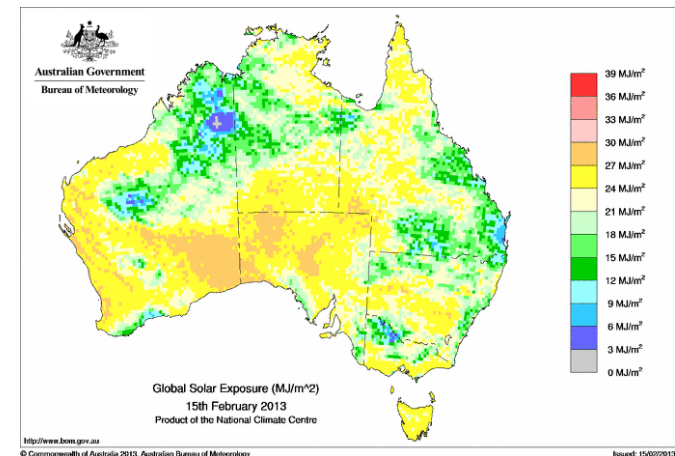 Australian Government
Bureau of Meteorology
39 MJ/m²
36 MJ/m²
33 MJ/m²
30 MJ/m²
27 MJ/m²
24 MJ/m²
21 MJ/m²
18 MJ/m²
15 MJ/m²
12 MJ/m²
9 MJ/m²
6 MJ/m²
3 MJ/m²
0 MJ/m²
Global Solar Exposure (MJ/m^2)
15th February 2013
Product of the National Climate Centre
http://www.bom.gov.au
© Commonwealth of Australia 2013, Australian Bureau of Meteorology
Issued: 15/02/2013